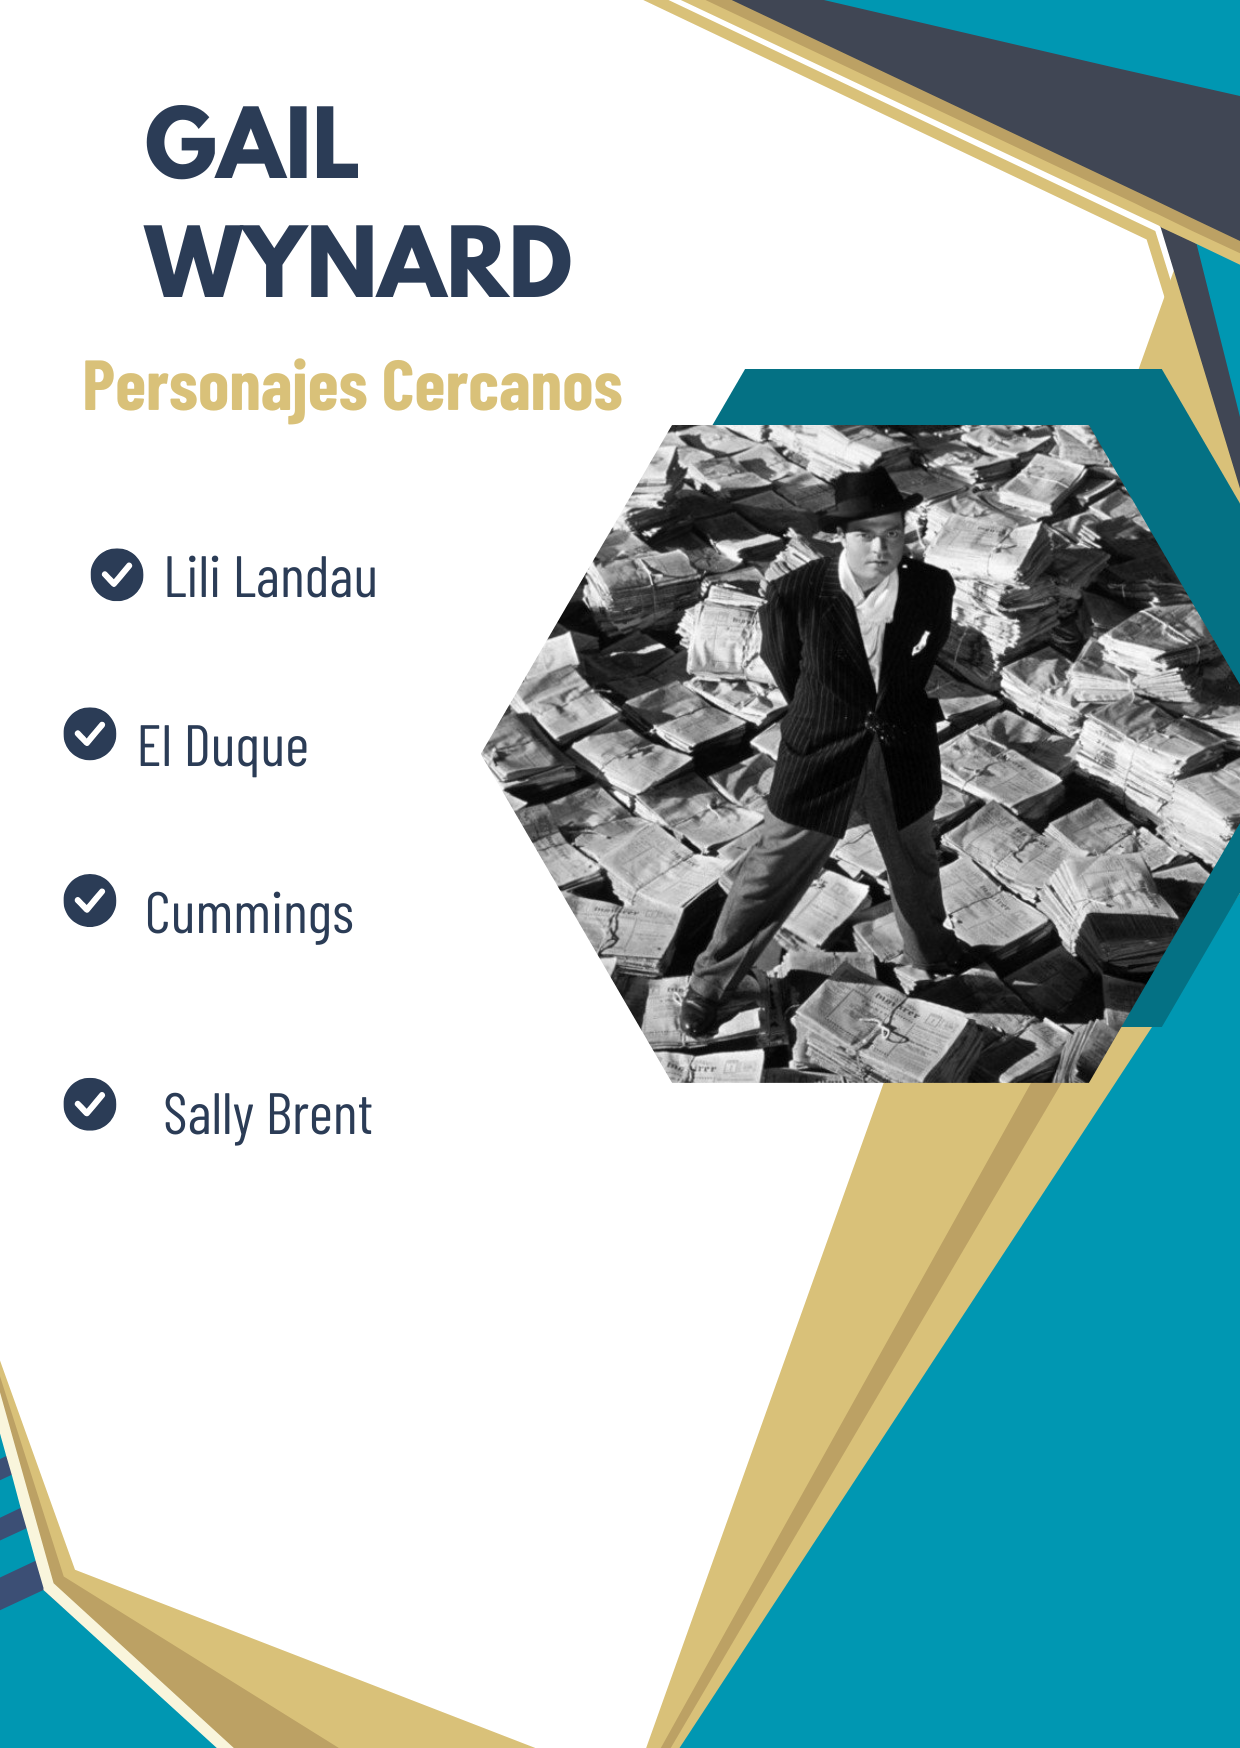 GAIL
WYNARD
Personajes Cercanos
Lili Landau
El Duque
Cummings
Sally Brent